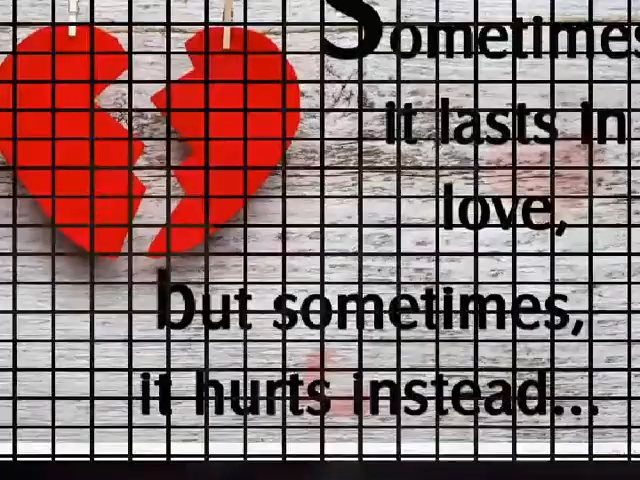 Sometimes
it lasts in
love,
but sometimes,
it hurts instead...